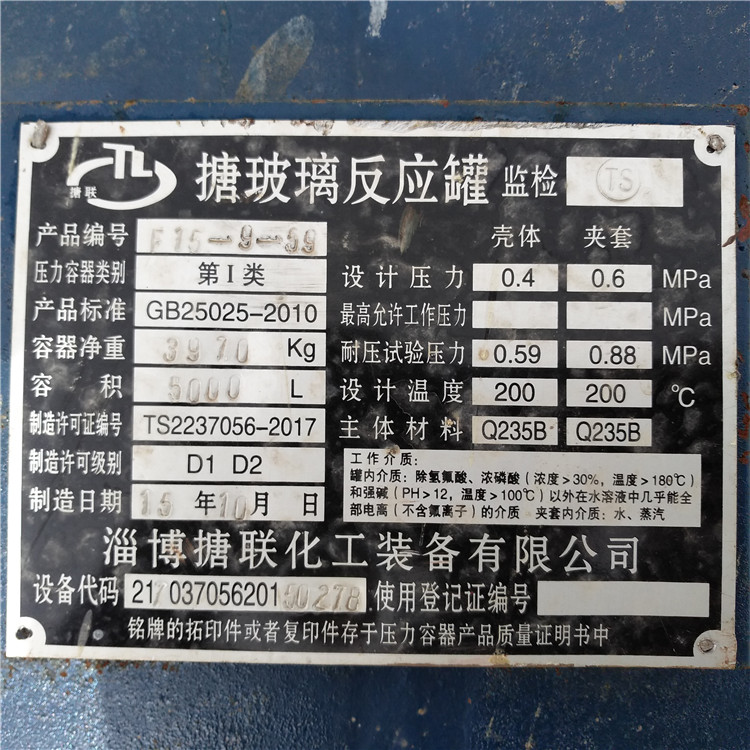 TL
搪联
搪玻璃反应罐 监检 TS
产品编号 F15-9-39
压力容器类别 第Ⅰ类
产品标准 GB25025-2010
容器净重 3970 Kg
容积 5000 L
制造许可证编号 TS2237056-2017
制造许可级别 D1 D2
制造日期 15 年 10 月 日
壳体 夹套
设计压力 0.4 0.6 MPa
最高允许工作压力 MPa
耐压试验压力 0.59 0.88 MPa
设计温度 200 200 ℃
主体材料 Q235B Q235B
工作介质:
罐内介质: 除氢氟酸、浓磷酸(浓度>30%,温度>180℃)
和强碱(PH>12,温度>100℃)以外在水溶液中几乎能全
部电离(不含氟离子)的介质 夹套内介质:水、蒸汽
淄博搪联化工装备有限公司
设备代码 21703705620150278 使用登记证编号
铭牌的拓印件或者复印件存于压力容器产品质量证明书中